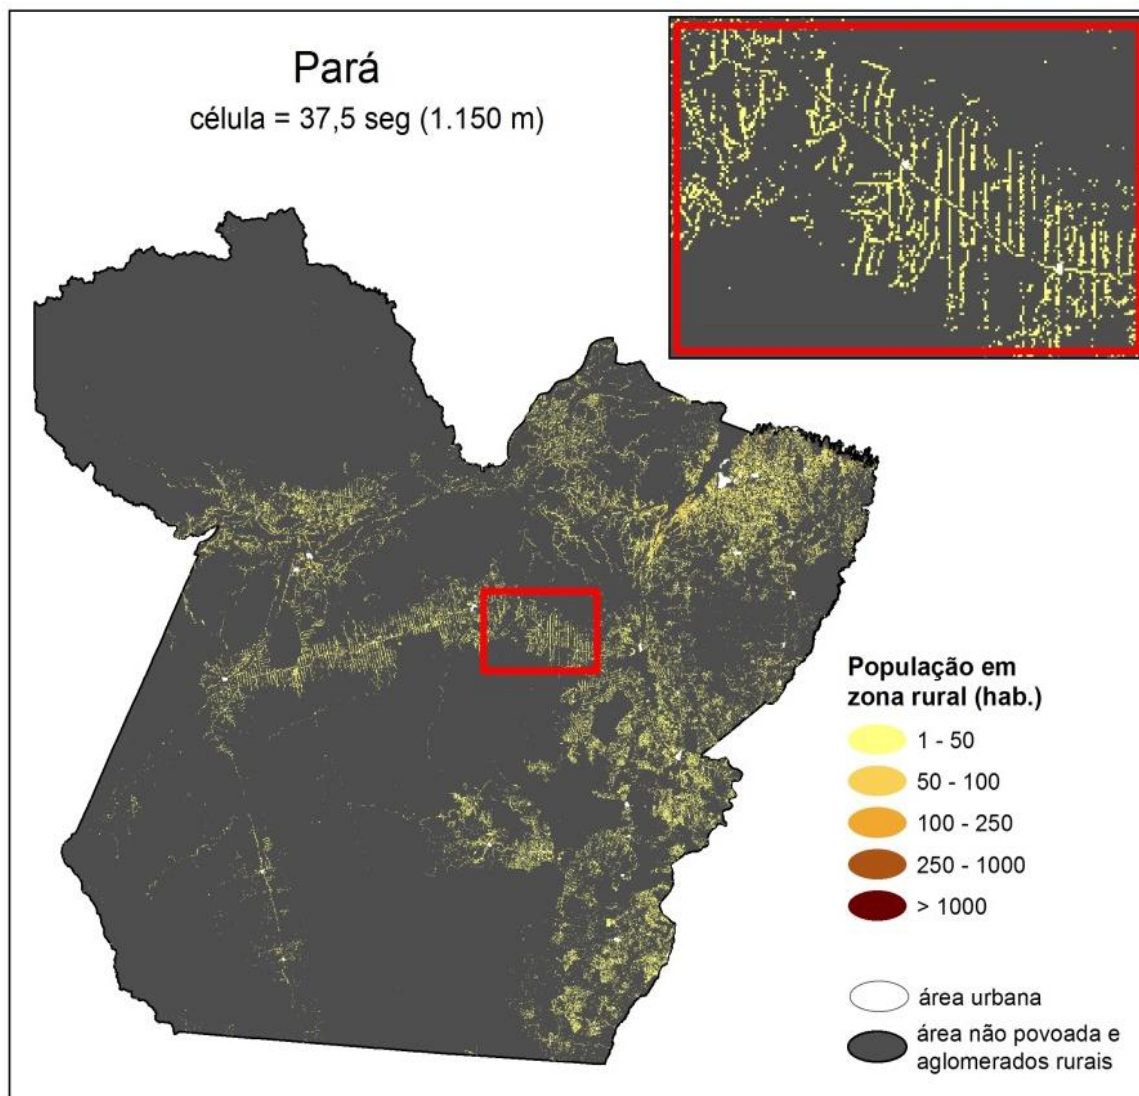 Pará
célula = 37,5 seg (1.150 m)
População em
zona rural (hab.)
1 - 50
50 - 100
100 - 250
250 - 1000
> 1000
área urbana
área não povoada e
aglomerados rurais